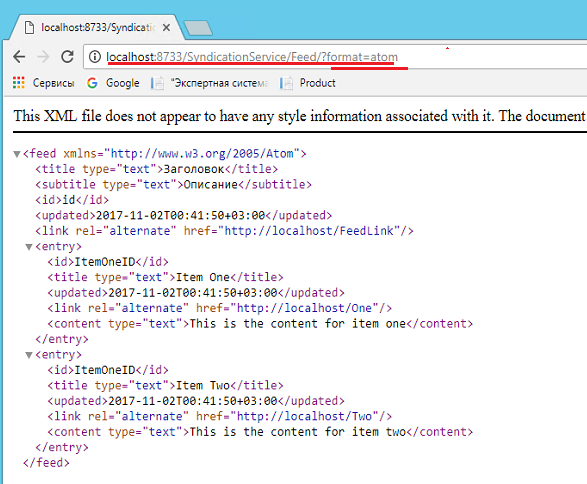 localhost:8733/Syndication
localhost:8733/SyndicationService/Feed/?format=atom
Сервисы Google "Экспертная систем Product
This XML file does not appear to have any style information associated with it. The document
<feed xmlns="http://www.w3.org/2005/Atom">
<title type="text">Заголовок</title>
<subtitle type="text">Описание</subtitle>
<id>id</id>
<updated>2017-11-02T00:41:50+03:00</updated>
<link rel="alternate" href="http://localhost/FeedLink"/>
<entry>
<id>ItemOneID</id>
<title type="text">Item One</title>
<updated>2017-11-02T00:41:50+03:00</updated>
<link rel="alternate" href="http://localhost/One"/>
<content type="text">This is the content for item one</content>
</entry>
<entry>
<id>ItemOneID</id>
<title type="text">Item Two</title>
<updated>2017-11-02T00:41:50+03:00</updated>
<link rel="alternate" href="http://localhost/Two"/>
<content type="text">This is the content for item two</content>
</entry>
</feed>